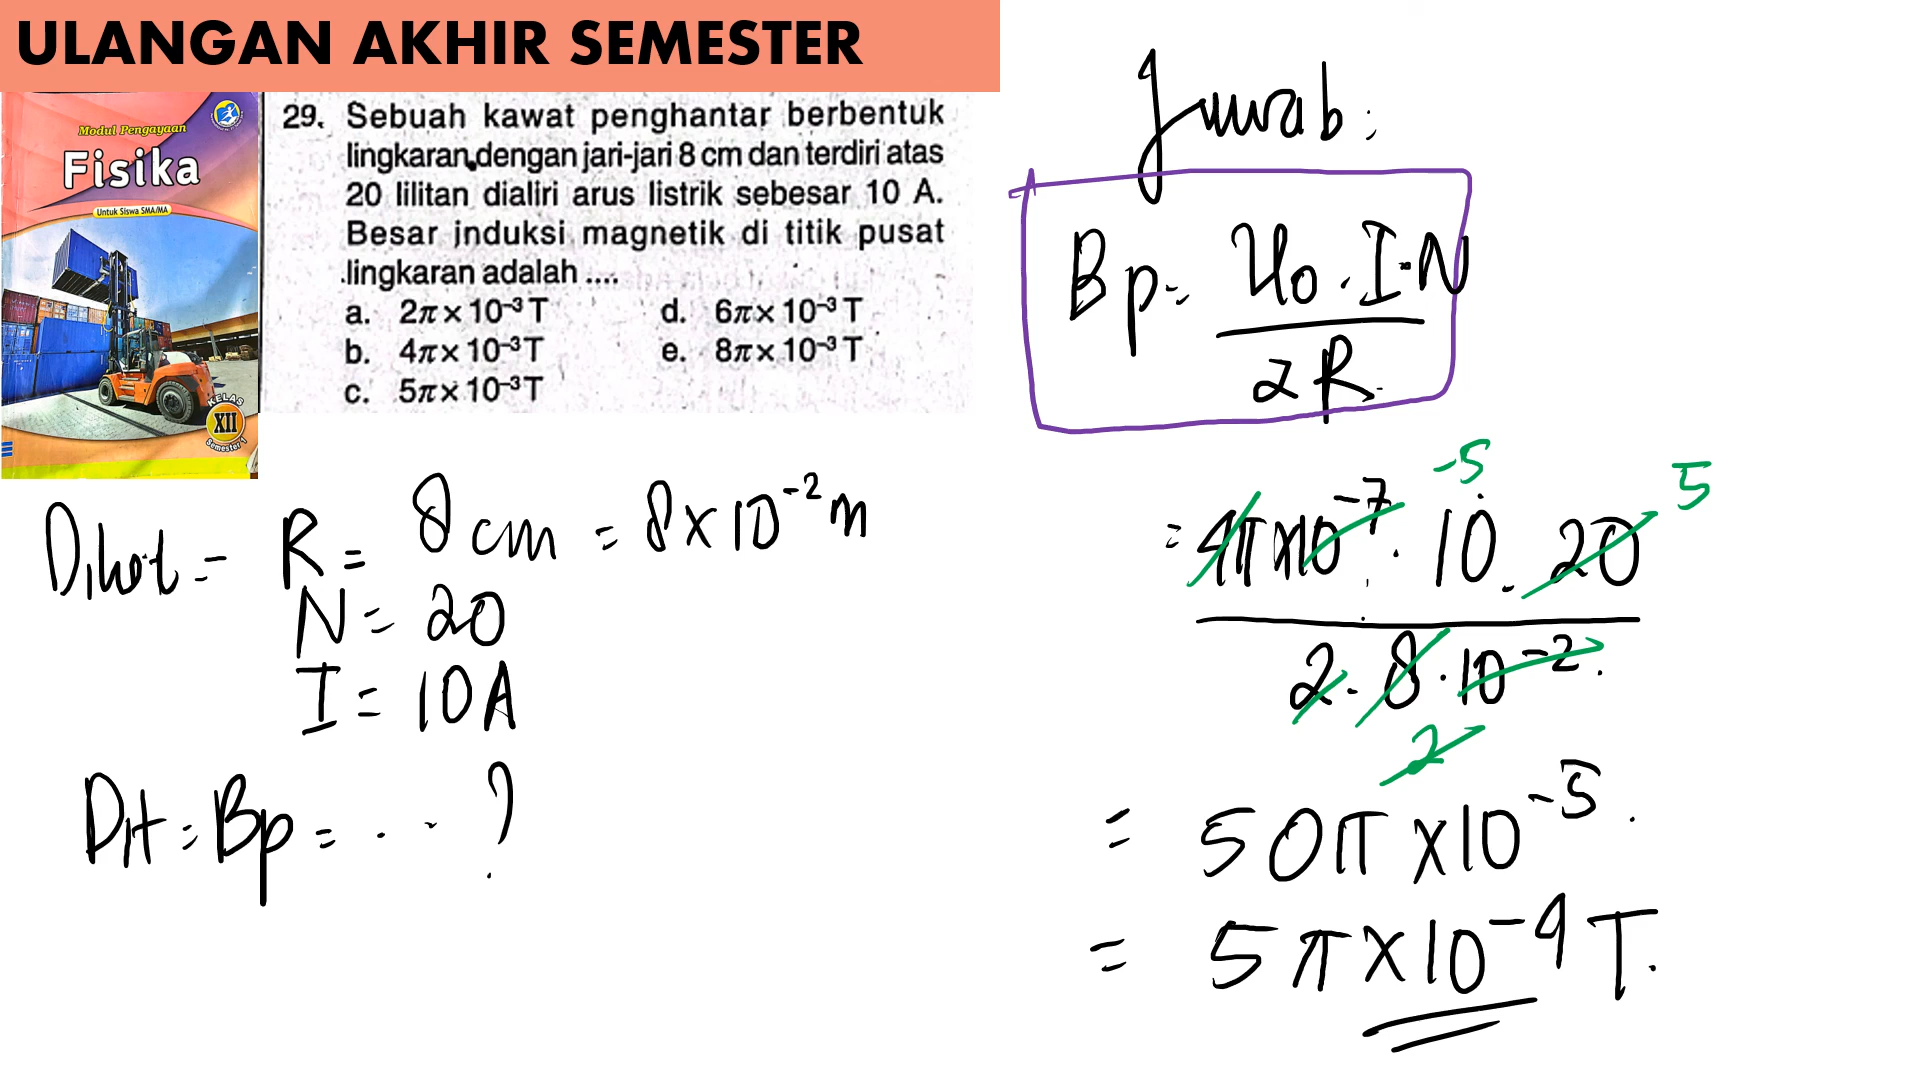 ULANGAN AKHIR SEMESTER
Modul Pengayaan
Fisika
Untuk Siswa SMA/MA
KELAS
XII
Semester 1
29. Sebuah kawat penghantar berbentuk
lingkaran dengan jari-jari 8 cm dan terdiri atas
20 lilitan dialiri arus listrik sebesar 10 A.
Besar induksi magnetik di titik pusat
lingkaran adalah ....
a. 2π × 10⁻³ T d. 6π × 10⁻³ T
b. 4π × 10⁻³ T e. 8π × 10⁻³ T
c. 5π × 10⁻³ T
Diket = R = 8 cm = 8 x 10⁻² m
N = 20
I = 10 A
Dit = Bp = . . . ?
Jawab :
Bp = μ₀ . I . N
2 R
-5 5
= 4π x 10⁻⁷ . 10 . 20
2 . 8 . 10⁻²
2
= 50π x 10⁻⁵
= 5π x 10⁻⁴ T.